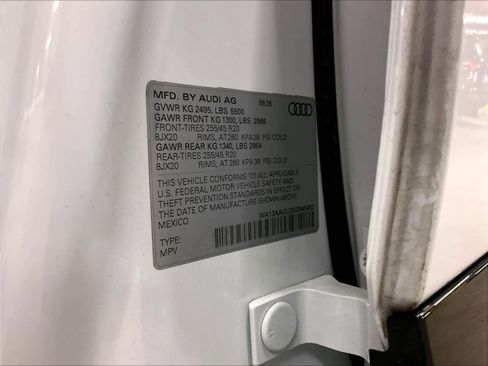 MFD. BY AUDI AG 06 25
GVWR KG 2495, LBS 5500
GAWR FRONT KG 1300, LBS 2866
FRONT-TIRES 255/45 R20
8JX20 RIMS, AT 260 KPA 38 PSI COLD
GAWR REAR KG 1340, LBS 2954
REAR-TIRES 255/45 R20
8JX20 RIMS, AT 260 KPA 38 PSI COLD
THIS VEHICLE CONFORMS TO ALL APPLICABLE
U.S. FEDERAL MOTOR VEHICLE SAFETY AND
THEFT PREVENTION STANDARDS IN EFFECT ON
THE DATE OF MANUFACTURE SHOWN ABOVE.
MEXICO
TYPE:
MPV